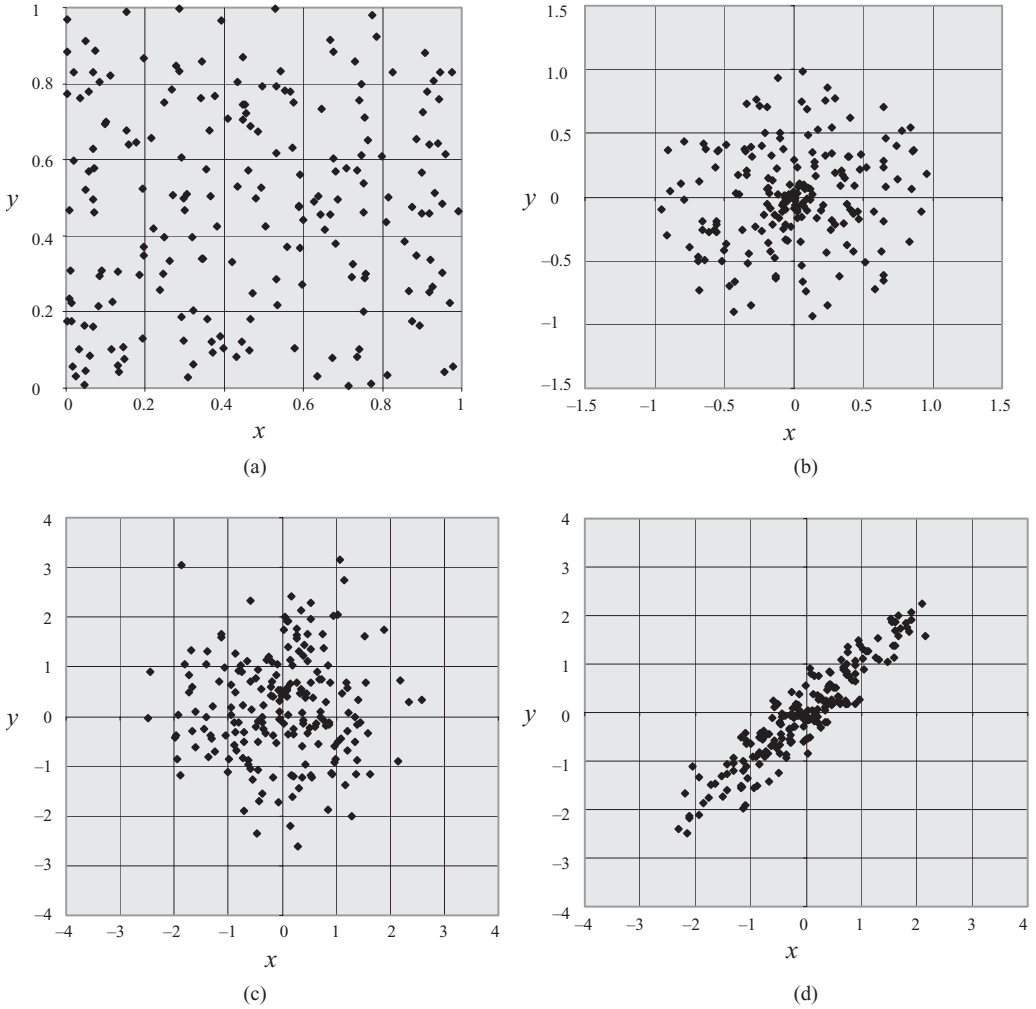 1
0.8
0.6
0.4
0.2
0
y
0 0.2 0.4 0.6 0.8 1
x
(a)
1.5
1.0
0.5
0
–0.5
–1
–1.5
y
–1.5 –1 –0.5 0 0.5 1.0 1.5
x
(b)
4
3
2
1
0
–1
–2
–3
–4
y
–4 –3 –2 –1 0 1 2 3 4
x
(c)
4
3
2
1
0
–1
–2
–3
–4
y
–4 –3 –2 –1 0 1 2 3 4
x
(d)